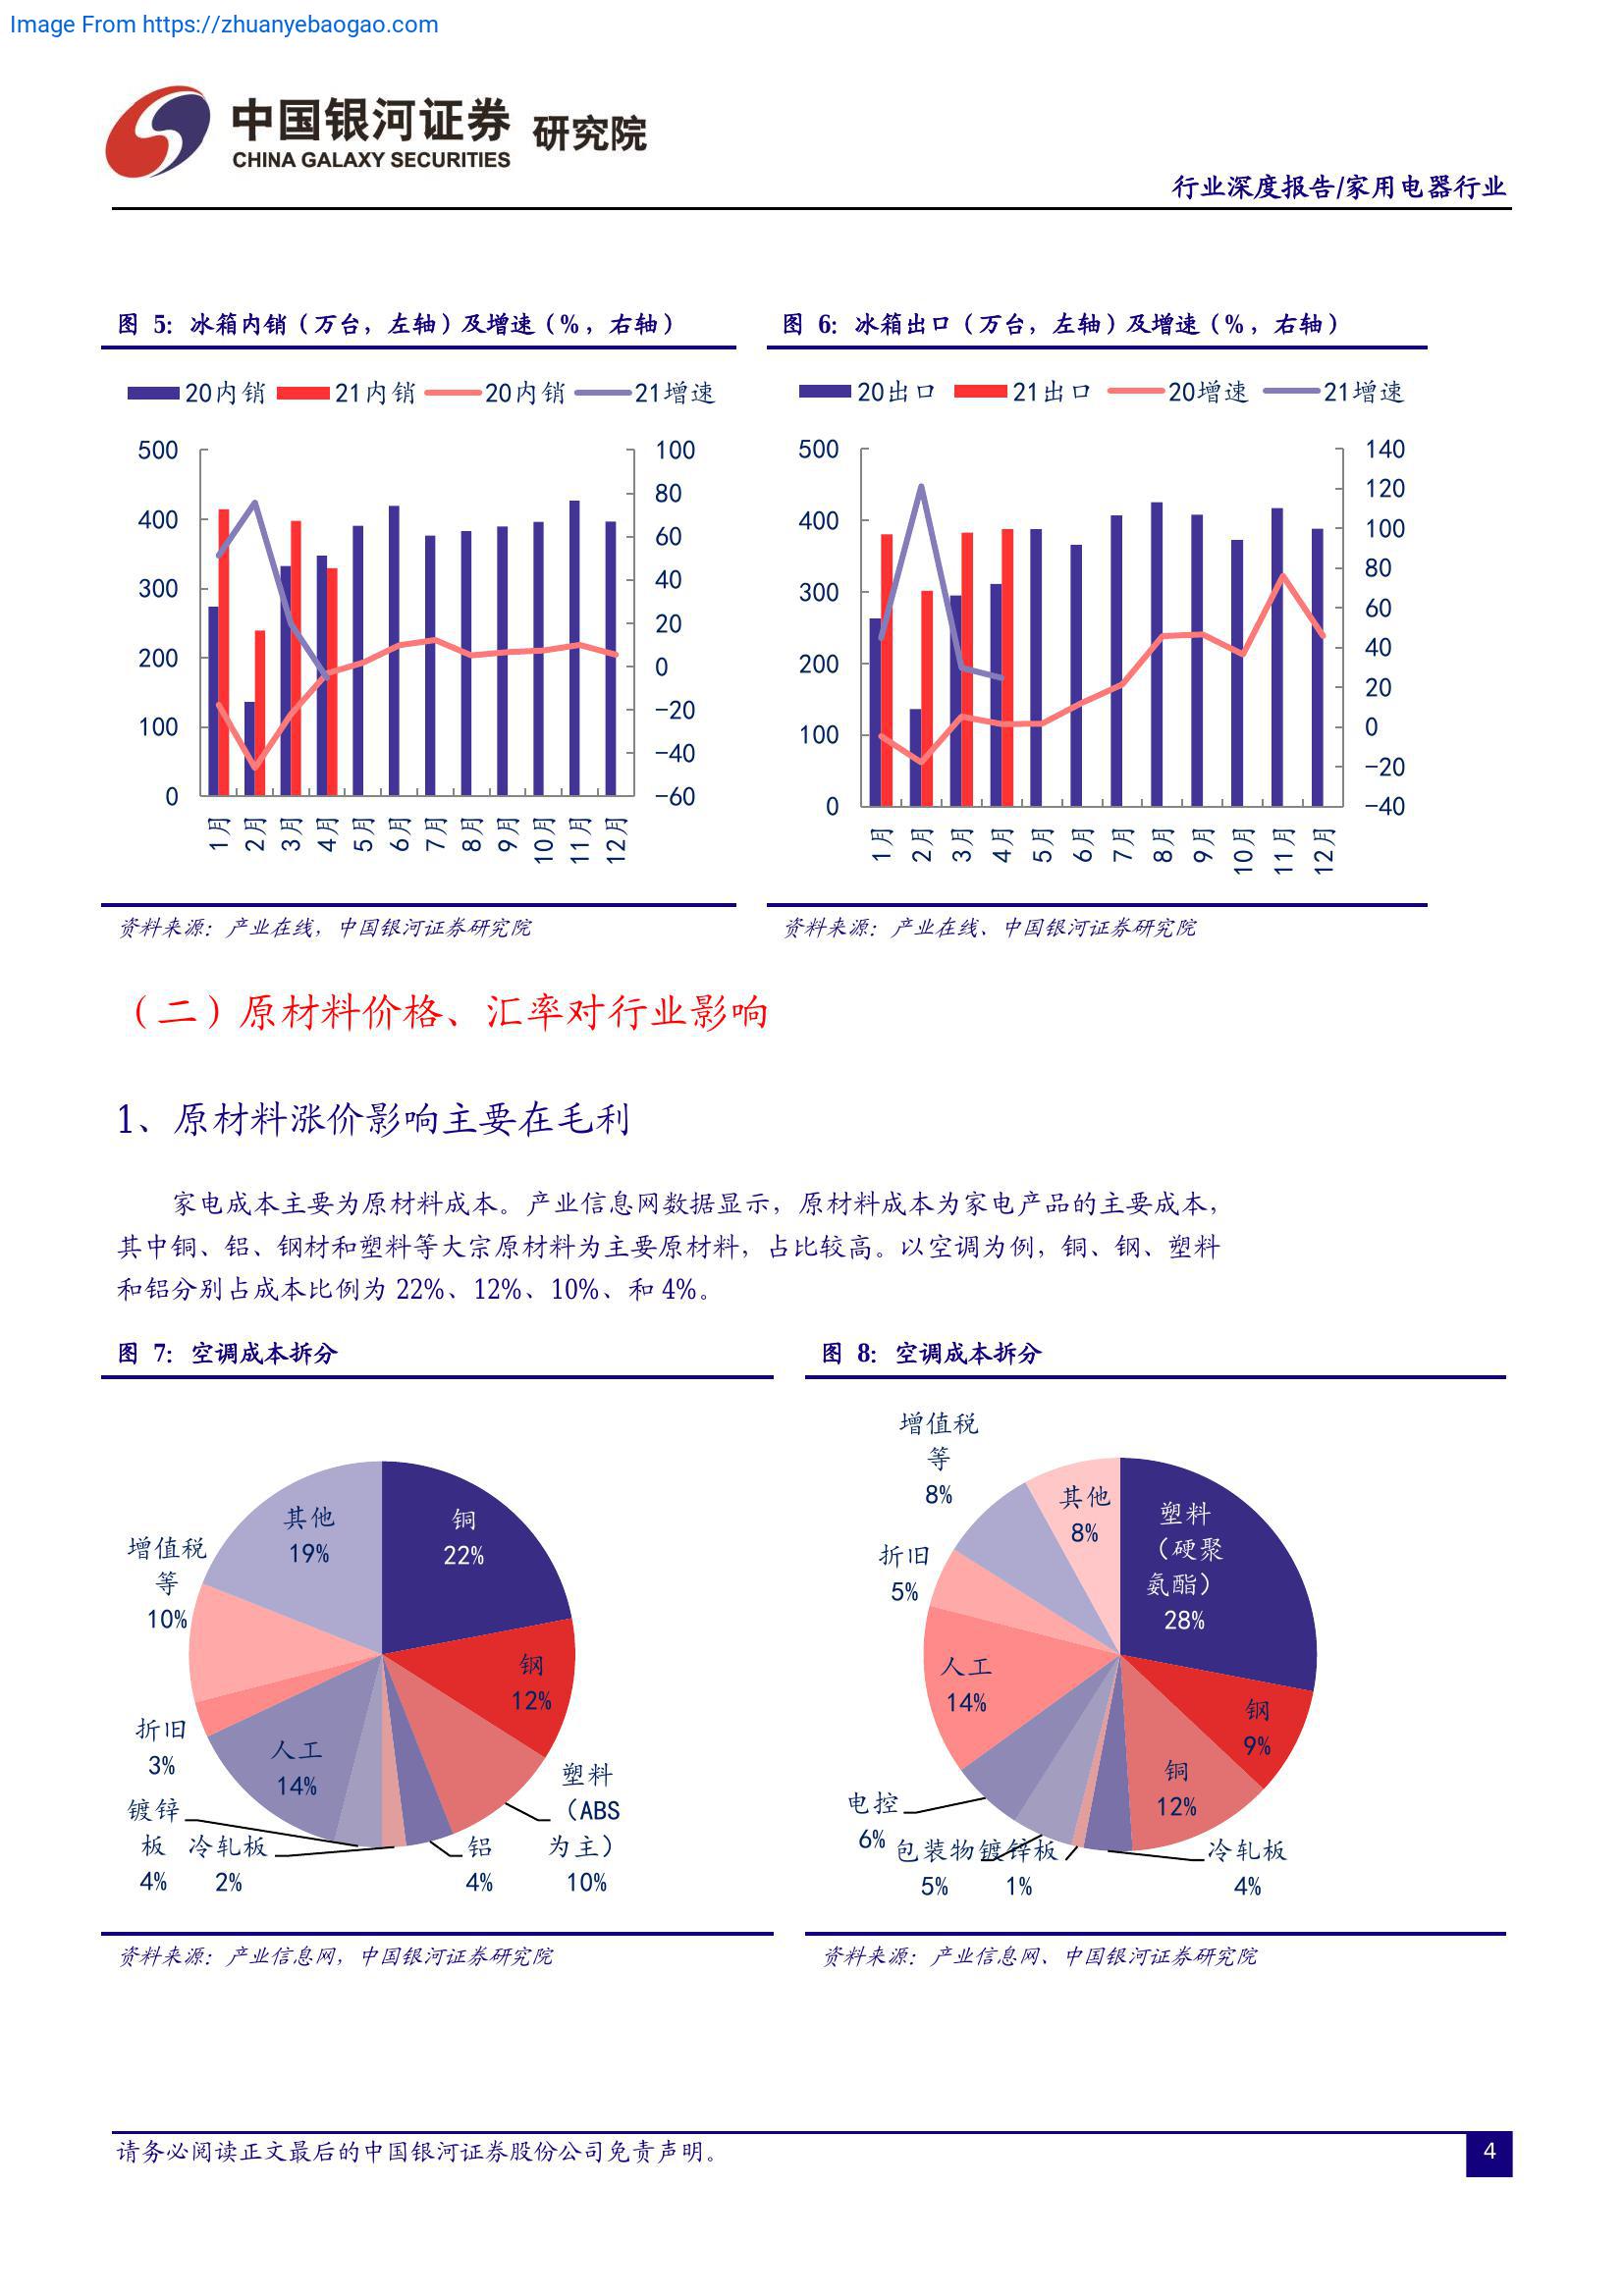 Image From https://zhuanyebaogao.com
中国银河证券 研究院
CHINA GALAXY SECURITIES
行业深度报告/家用电器行业
图 5: 冰箱内销（万台，左轴）及增速（%，右轴）
20内销 21内销 20内销 21增速
500
400
300
200
100
0
100
80
60
40
20
0
-20
-40
-60
1月 2月 3月 4月 5月 6月 7月 8月 9月 10月 11月 12月
资料来源：产业在线，中国银河证券研究院
图 6: 冰箱出口（万台，左轴）及增速（%，右轴）
20出口 21出口 20增速 21增速
500
400
300
200
100
0
140
120
100
80
60
40
20
0
-20
-40
1月 2月 3月 4月 5月 6月 7月 8月 9月 10月 11月 12月
资料来源：产业在线、中国银河证券研究院
（二）原材料价格、汇率对行业影响
1、原材料涨价影响主要在毛利
家电成本主要为原材料成本。产业信息网数据显示，原材料成本为家电产品的主要成本，
其中铜、铝、钢材和塑料等大宗原材料为主要原材料，占比较高。以空调为例，铜、钢、塑料
和铝分别占成本比例为 22%、12%、10%、和 4%。
图 7: 空调成本拆分
铜
22%
钢
12%
塑料
（ABS
为主）
10%
铝
4%
冷轧板
2%
镀锌
板
4%
人工
14%
折旧
3%
增值税
等
10%
其他
19%
资料来源：产业信息网，中国银河证券研究院
图 8: 空调成本拆分
塑料
（硬聚
氨酯）
28%
钢
9%
铜
12%
冷轧板
4%
镀锌板
1%
包装物
5%
电控
6%
人工
14%
折旧
5%
增值税
等
8%
其他
8%
资料来源：产业信息网、中国银河证券研究院
请务必阅读正文最后的中国银河证券股份公司免责声明。
4